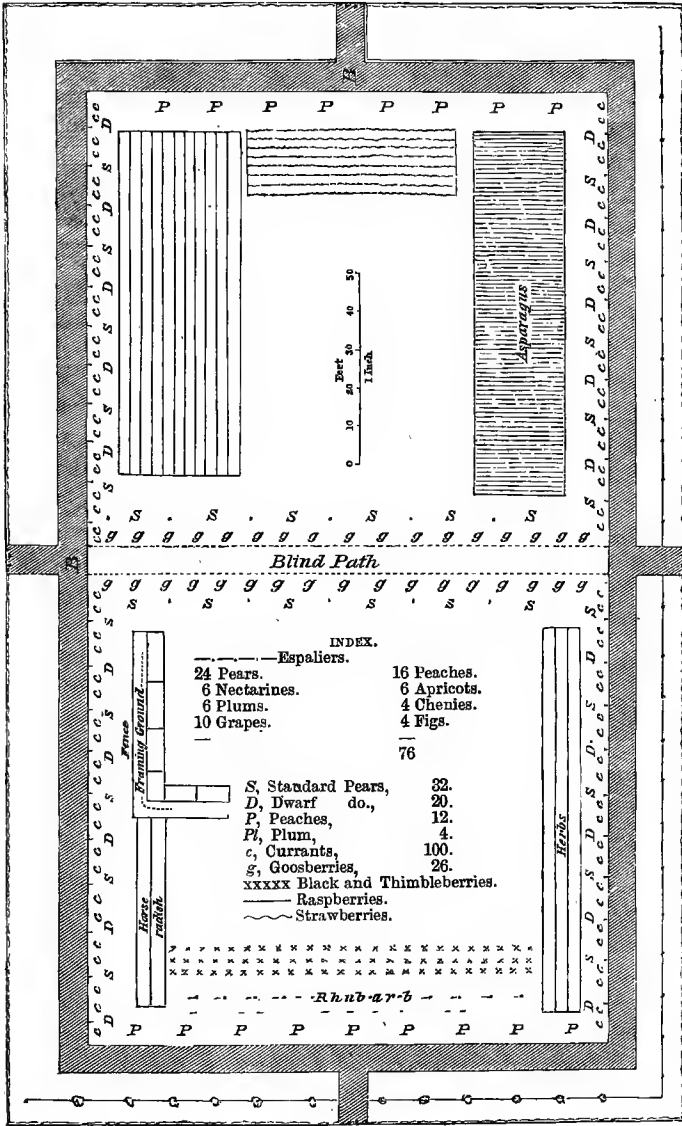 B
P P P P P P P P
D S D S D S D S D S
50
40
30
20
10
0
Feet
1 Inch
Asparagus
D S D S D S D S D S
S . S . S . S . S . S
B
Blind Path
S ' S ' S S ' S ' S
S D S D S D S D S D
Fence
Framing Ground
Horse
radish
INDEX.
Espaliers.
24 Pears.
6 Nectarines.
6 Plums.
10 Grapes.
16 Peaches.
6 Apricots.
4 Chenies.
4 Figs.
76
S, Standard Pears, 32.
D, Dwarf do., 20.
P, Peaches, 12.
Pl, Plum, 4.
c, Currants, 100.
g, Goosberries, 26.
xxxxx Black and Thimbleberries.
Raspberries.
Strawberries.
Herbs
S D S D S D S D S D
Rhub-ar-b
P P P P P P P P P